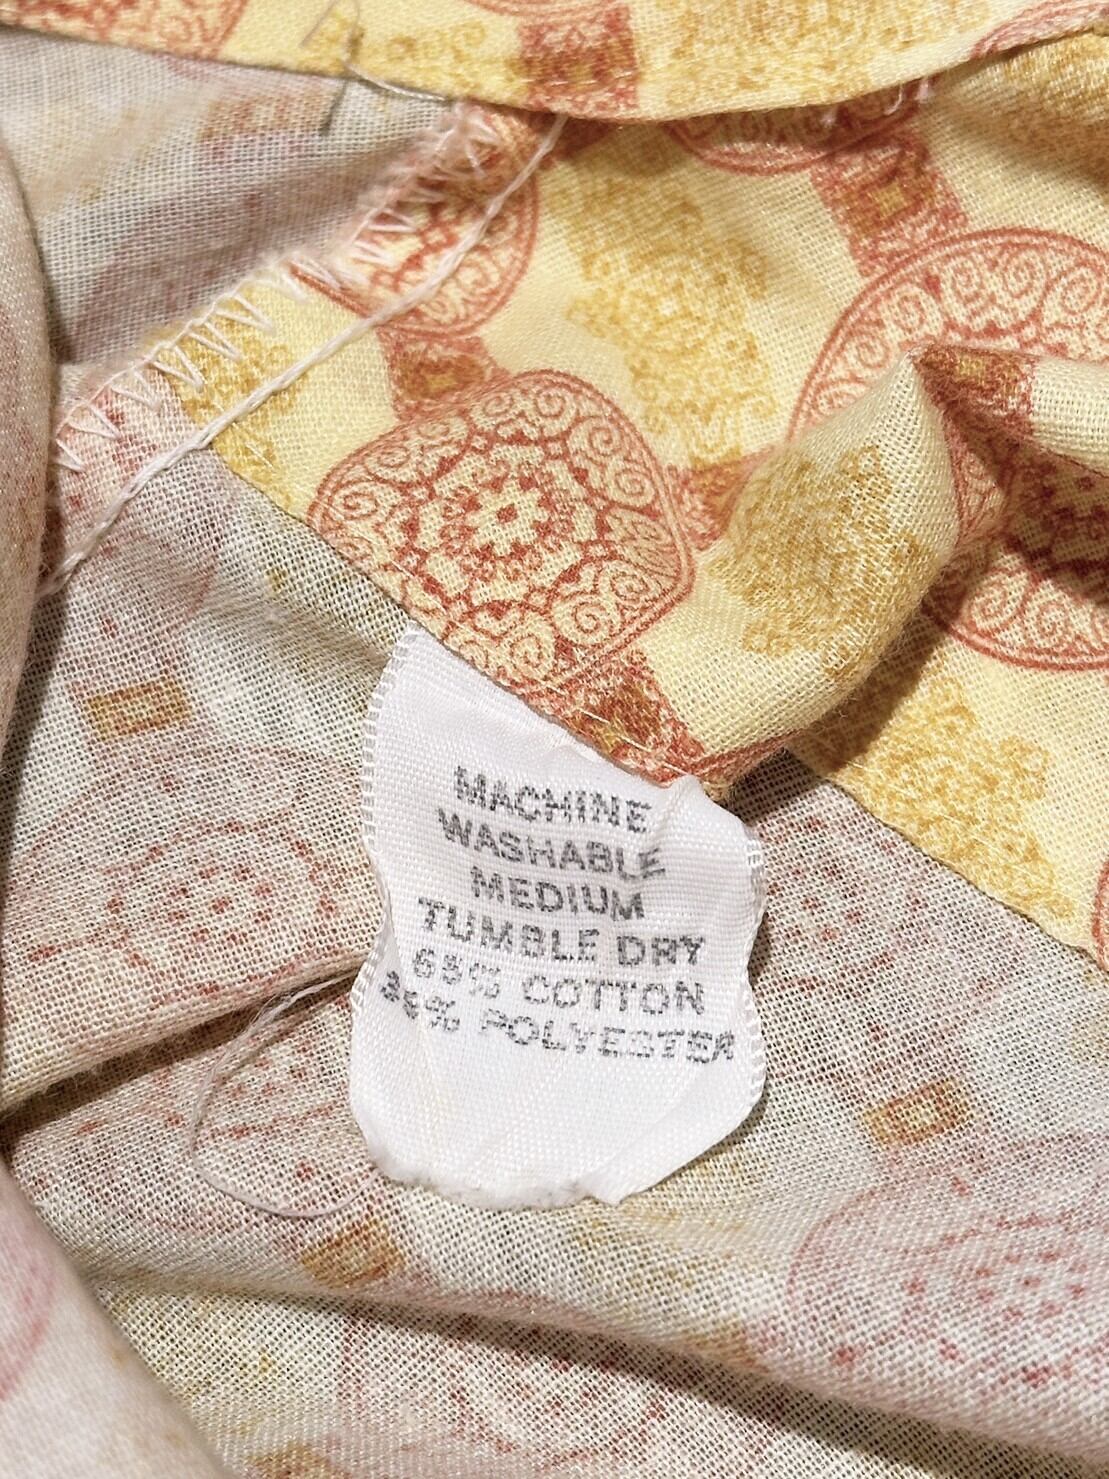 MACHINE
WASHABLE
MEDIUM
TUMBLE DRY
65% COTTON
35% POLYESTER